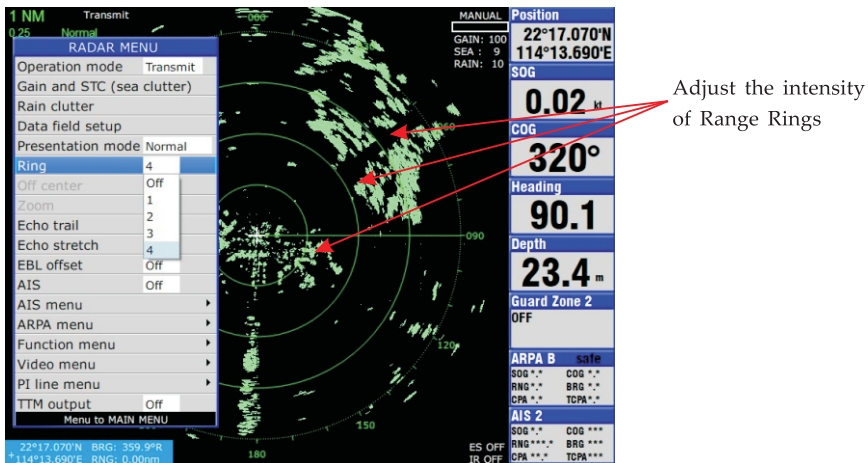 1 NM Transmit
0.25 Normal
RADAR MENU
Operation mode Transmit
Gain and STC (sea clutter)
Rain clutter
Data field setup
Presentation mode Normal
Ring 4
Off center Off
Zoom 1
2
Echo trail 3
Echo stretch 4
EBL offset Off
AIS Off
AIS menu
ARPA menu
Function menu
Video menu
PI line menu
TTM output Off
Menu to MAIN MENU
22°17.070'N BRG: 359.9°R
+114°13.690'E RNG: 0.00nm
000
060
090
120
150
180
MANUAL
GAIN: 100
SEA : 9
RAIN: 10
ES OFF
IR OFF
Position
22°17.070'N
114°13.690'E
SOG
0.02 kt
COG
320°
Heading
90.1
Depth
23.4 m
Guard Zone 2
OFF
ARPA B safe
SOG *.* COG *.*
RNG *.* BRG *.*
CPA *.* TCPA *.*
AIS 2
SOG *.* COG ***
RNG ***.* BRG ***
CPA **.* TCPA ***
Adjust the intensity
of Range Rings